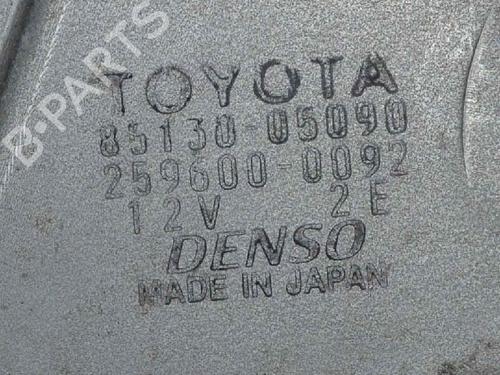 B-PARTS
TOYOTA
85130-05090
259600-0092
12V 2E
DENSO
MADE IN JAPAN